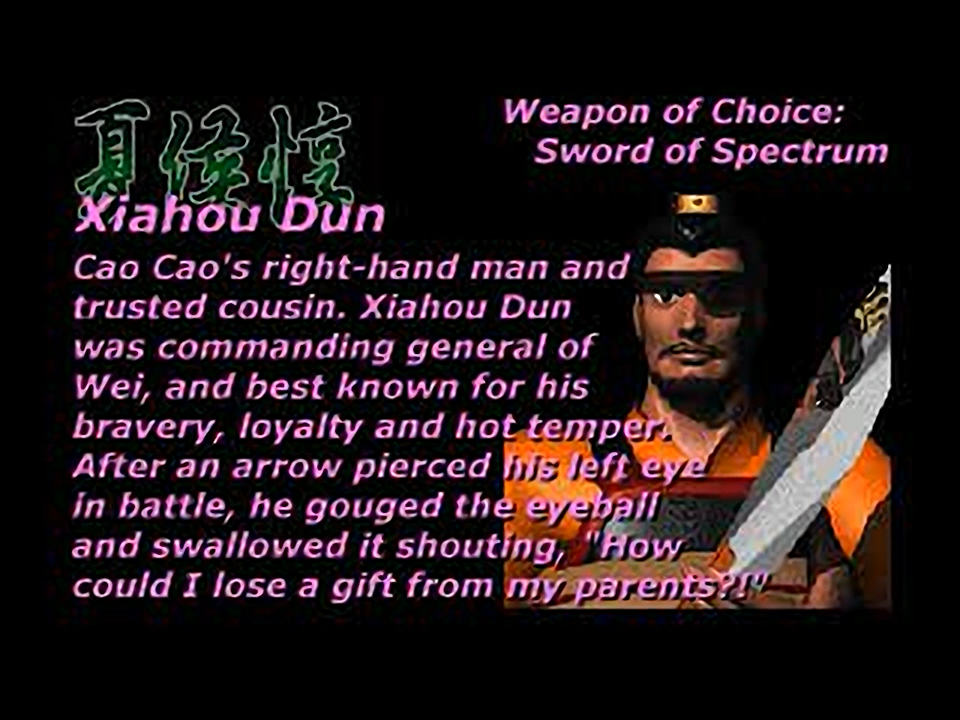 夏侯惇
Weapon of Choice:
Sword of Spectrum
Xiahou Dun
Cao Cao's right-hand man and
trusted cousin. Xiahou Dun
was commanding general of
Wei, and best known for his
bravery, loyalty and hot temper.
After an arrow pierced his left eye
in battle, he gouged the eyeball
and swallowed it shouting, "How
could I lose a gift from my parents?!"